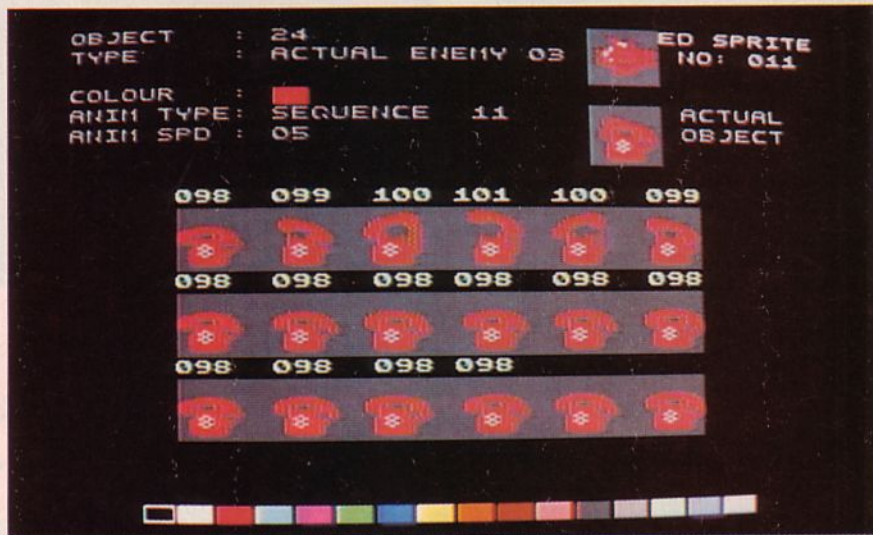 OBJECT : 24
TYPE : ACTUAL ENEMY 03
ED SPRITE
NO: 011
COLOUR :
ANIM TYPE: SEQUENCE 11
ANIM SPD : 05
ACTUAL
OBJECT
098 099 100 101 100 099
098 098 098 098 098 098
098 098 098 098